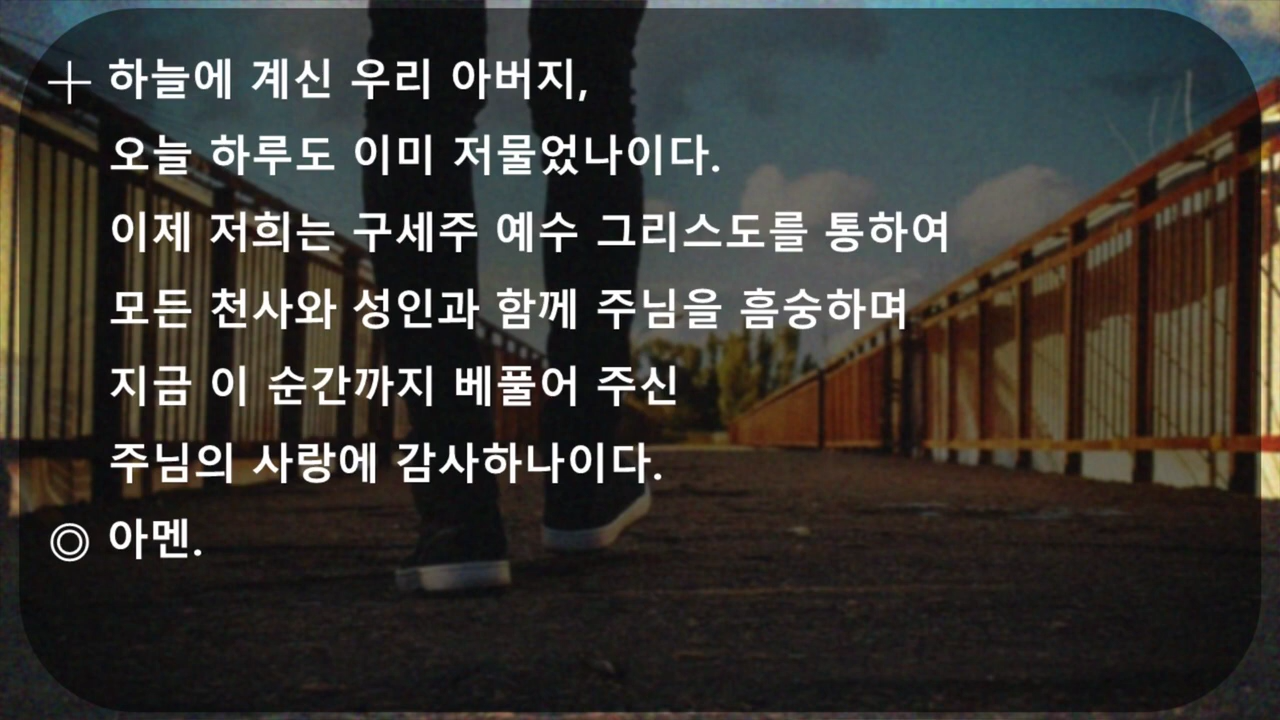 ┼ 하늘에 계신 우리 아버지,
오늘 하루도 이미 저물었나이다.
이제 저희는 구세주 예수 그리스도를 통하여
모든 천사와 성인과 함께 주님을 흠숭하며
지금 이 순간까지 베풀어 주신
주님의 사랑에 감사하나이다.
◎ 아멘.